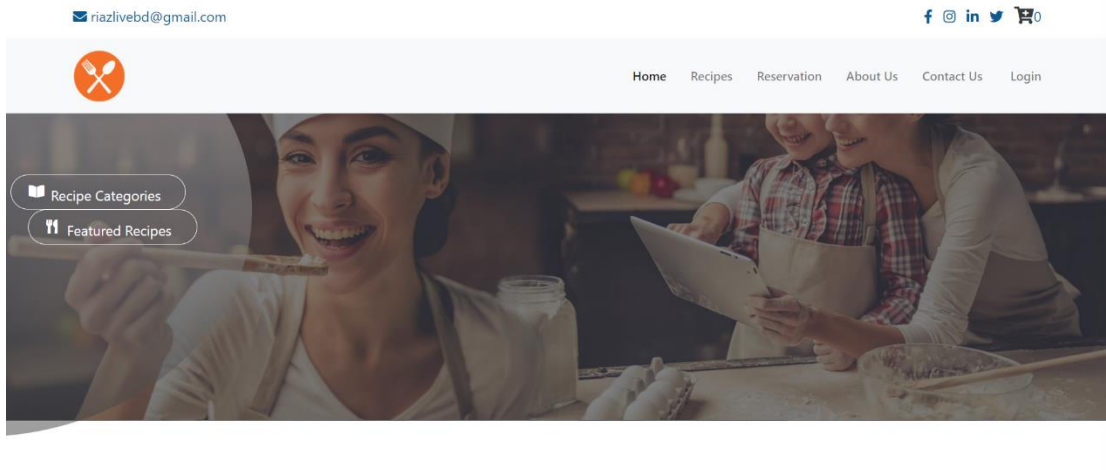 riazlivebd@gmail.com
0
Home Recipes Reservation About Us Contact Us Login
Recipe Categories
Featured Recipes